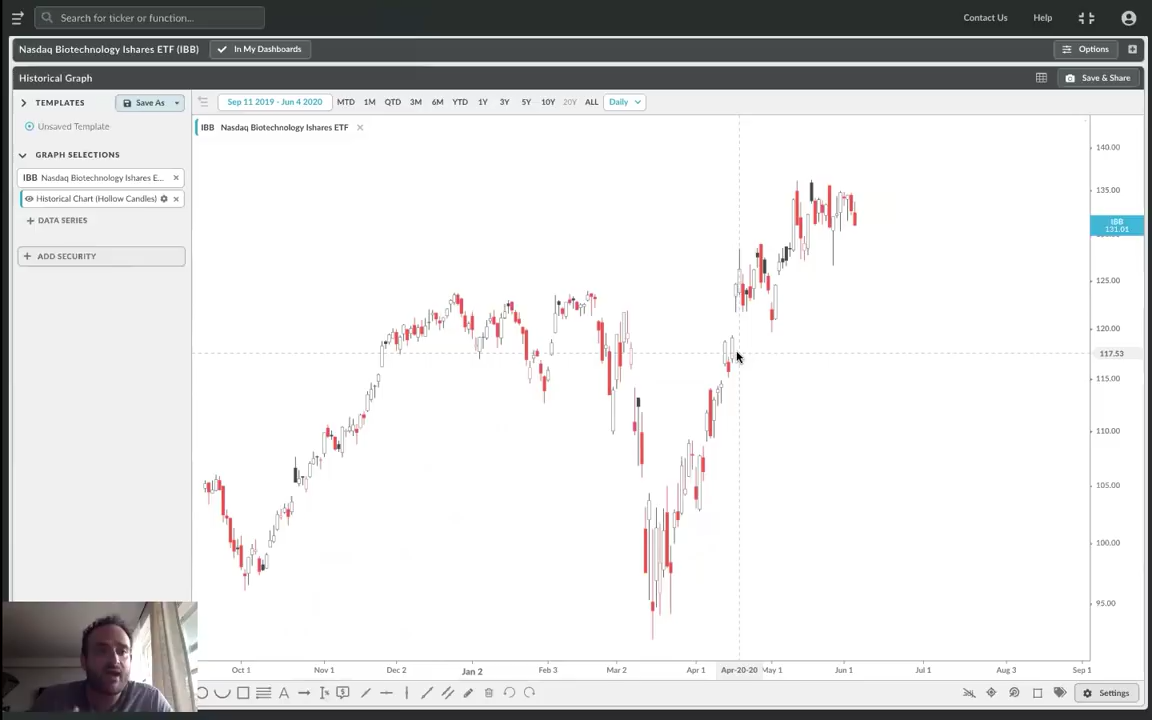 Search for ticker or function...
Contact Us
Help
Nasdaq Biotechnology Ishares ETF (IBB)
In My Dashboards
Options
Historical Graph
Save & Share
TEMPLATES
Save As
Sep 11 2019 - Jun 4 2020
MTD 1M QTD 3M 6M YTD 1Y 3Y 5Y 10Y 20Y ALL
Daily
Unsaved Template
IBB Nasdaq Biotechnology Ishares ETF
GRAPH SELECTIONS
IBB Nasdaq Biotechnology Ishares E...
Historical Chart (Hollow Candles)
DATA SERIES
ADD SECURITY
140.00
135.00
IBB
131.01
125.00
120.00
117.53
115.00
110.00
105.00
100.00
95.00
Oct 1 Nov 1 Dec 2 Jan 2 Feb 3 Mar 2 Apr 1 Apr-20-20 May 1 Jun 1 Jul 1 Aug 3 Sep 1
Settings